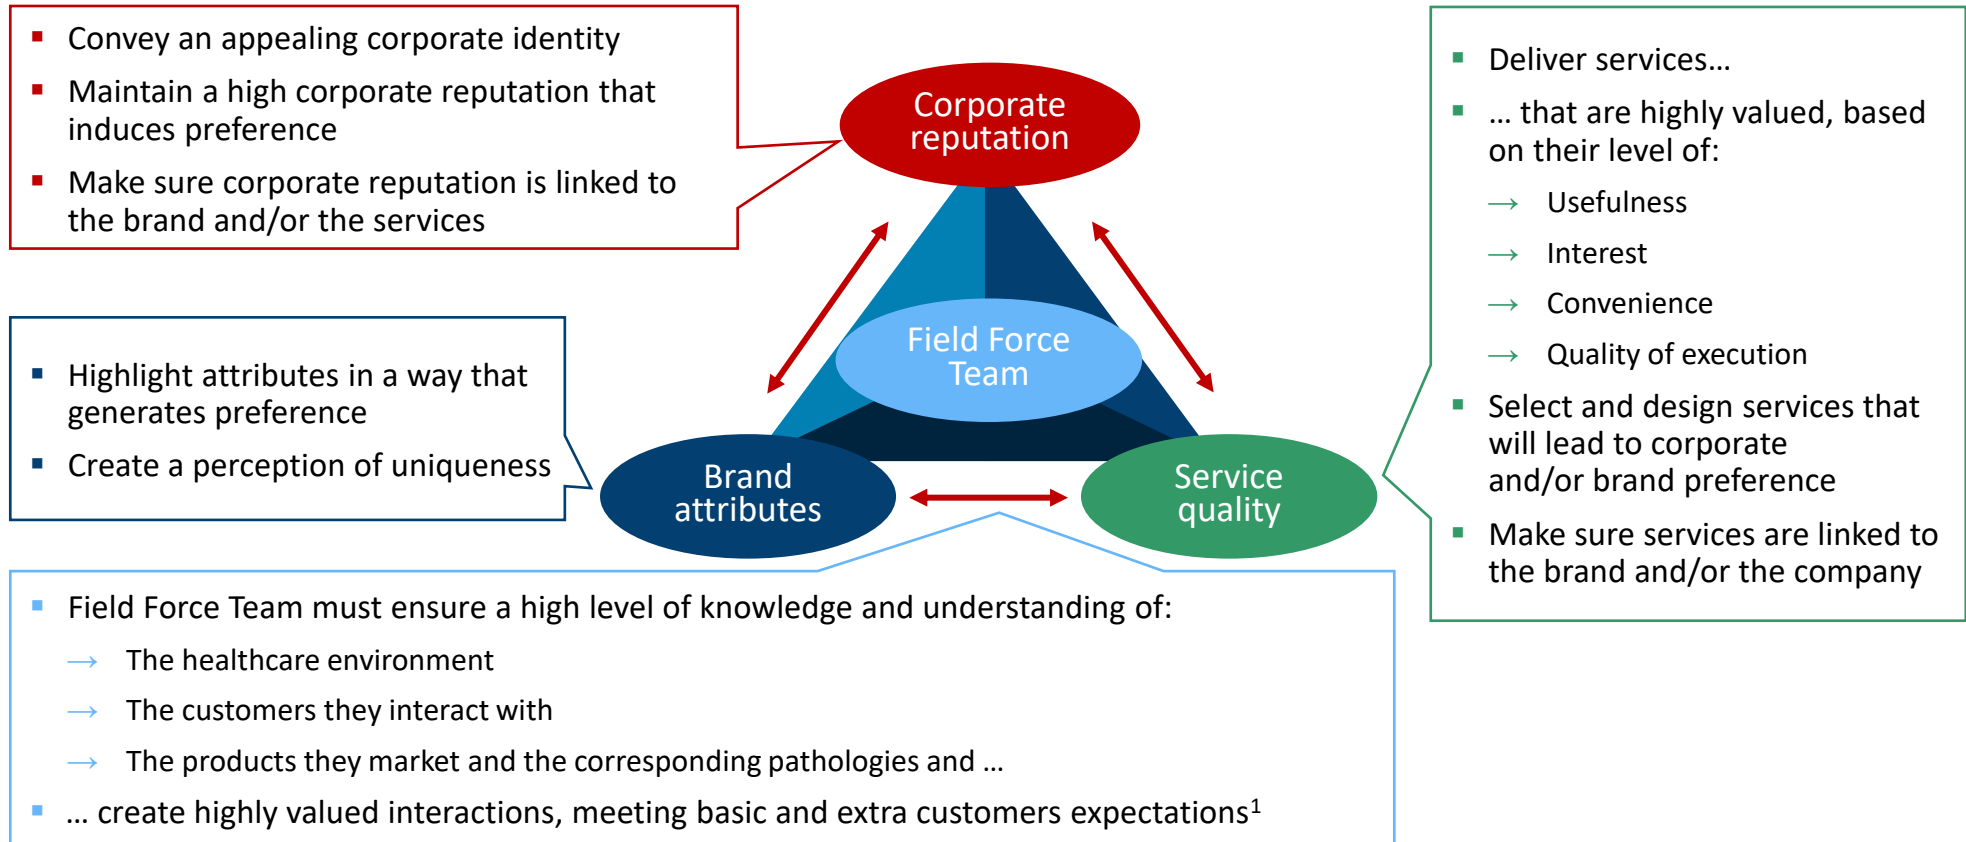 ▪ Convey an appealing corporate identity
▪ Maintain a high corporate reputation that
induces preference
▪ Make sure corporate reputation is linked to
the brand and/or the services
Corporate
reputation
▪ Deliver services…
▪ … that are highly valued, based
on their level of:
→ Usefulness
→ Interest
→ Convenience
→ Quality of execution
▪ Select and design services that
will lead to corporate
and/or brand preference
▪ Make sure services are linked to
the brand and/or the company
Field Force
Team
▪ Highlight attributes in a way that
generates preference
▪ Create a perception of uniqueness
Brand
attributes
Service
quality
▪ Field Force Team must ensure a high level of knowledge and understanding of:
→ The healthcare environment
→ The customers they interact with
→ The products they market and the corresponding pathologies and …
▪ … create highly valued interactions, meeting basic and extra customers expectations¹